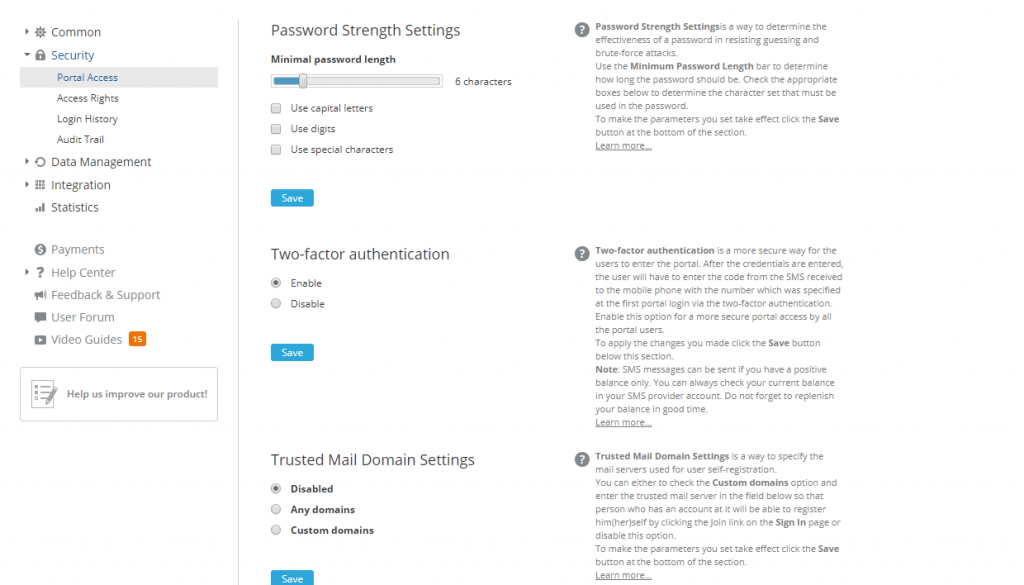 Common
Security
Portal Access
Access Rights
Login History
Audit Trail
Data Management
Integration
Statistics
Payments
Help Center
Feedback & Support
User Forum
Video Guides 15
Help us improve our product!
Password Strength Settings
Minimal password length
6 characters
Use capital letters
Use digits
Use special characters
Save
Password Strength Settingsis a way to determine the
effectiveness of a password in resisting guessing and
brute-force attacks.
Use the Minimum Password Length bar to determine
how long the password should be. Check the appropriate
boxes below to determine the character set that must be
used in the password.
To make the parameters you set take effect click the Save
button at the bottom of the section.
Learn more...
Two-factor authentication
Enable
Disable
Save
Two-factor authentication is a more secure way for the
users to enter the portal. After the credentials are entered,
the user will have to enter the code from the SMS received
to the mobile phone with the number which was specified
at the first portal login via the two-factor authentication.
Enable this option for a more secure portal access by all
the portal users.
To apply the changes you made click the Save button
below this section.
Note: SMS messages can be sent if you have a positive
balance only. You can always check your current balance
in your SMS provider account. Do not forget to replenish
your balance in good time.
Learn more...
Trusted Mail Domain Settings
Disabled
Any domains
Custom domains
Save
Trusted Mail Domain Settings is a way to specify the
mail servers used for user self-registration.
You can either to check the Custom domains option and
enter the trusted mail server in the field below so that
person who has an account at it will be able to register
him(her)self by clicking the Join link on the Sign In page or
disable this option.
To make the parameters you set take effect click the Save
button at the bottom of the section.
Learn more...